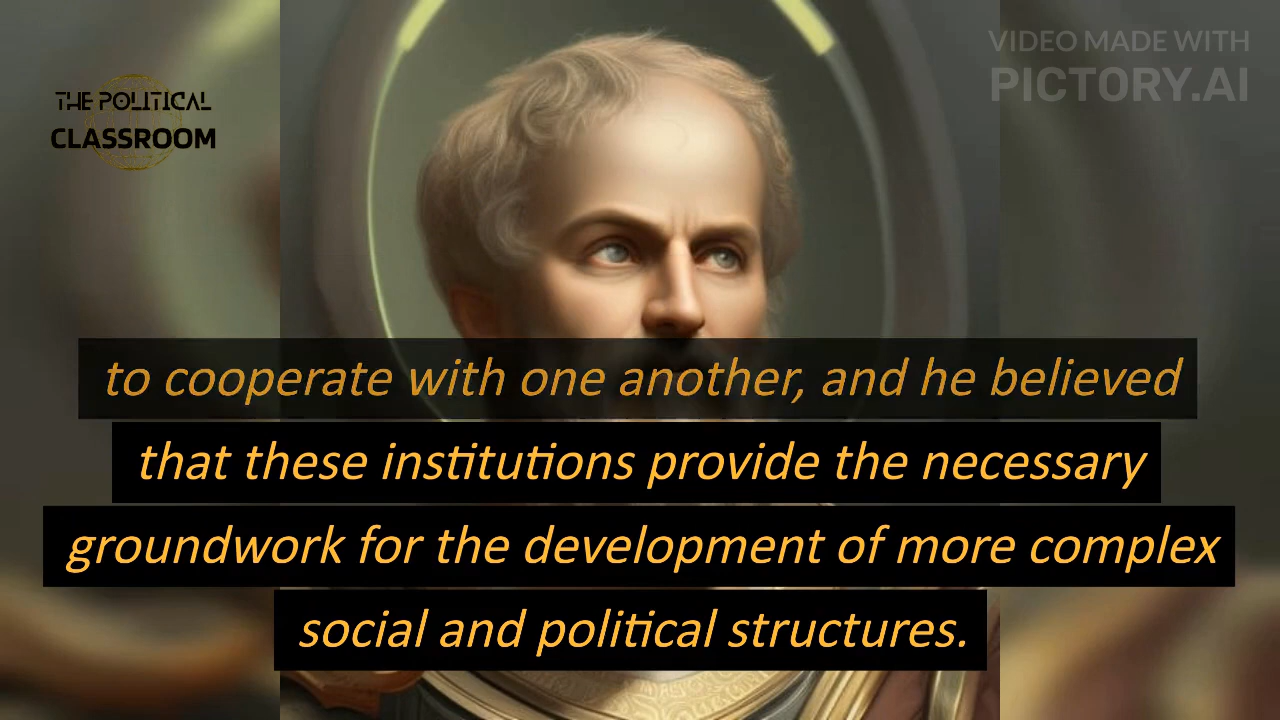 VIDEO MADE WITH
PICTORY.AI
THE POLITICAL
CLASSROOM
to cooperate with one another, and he believed
that these institutions provide the necessary
groundwork for the development of more complex
social and political structures.